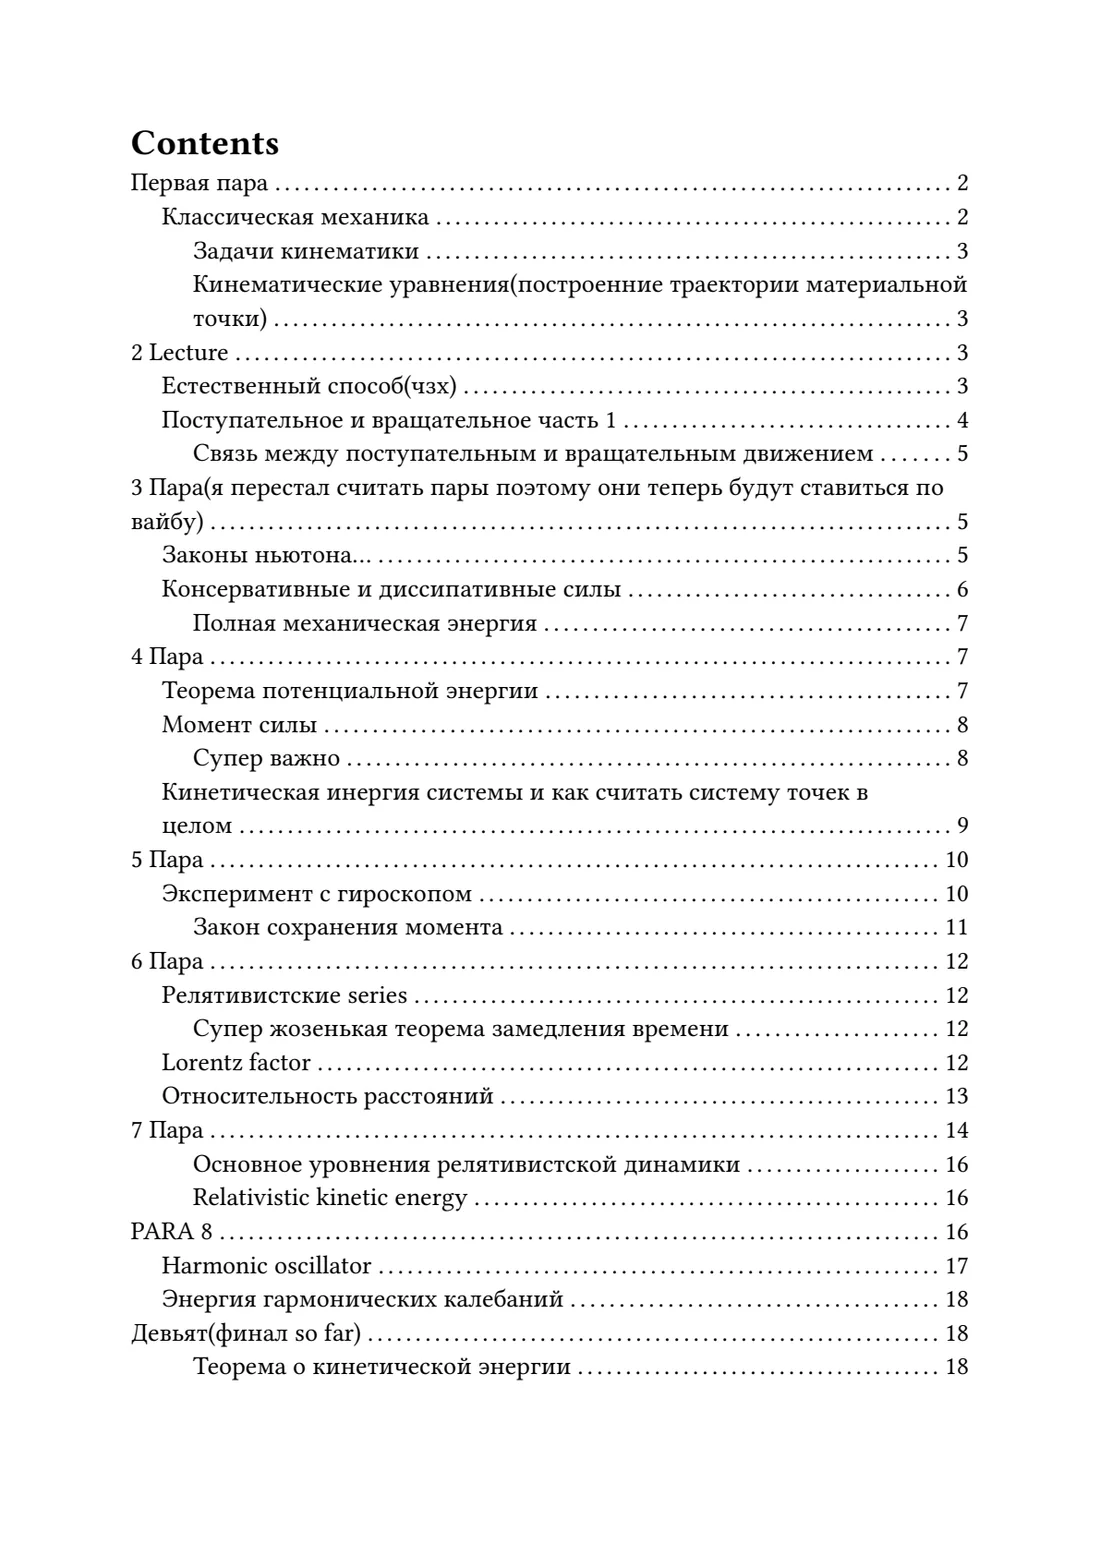 Contents
Первая пара ........................................ 2
Классическая механика ........................................ 2
Задачи кинематики ........................................ 3
Кинематические уравнения(построенние траектории материальной
точки) ........................................ 3
2 Lecture ........................................ 3
Естественный способ(чзх) ........................................ 3
Поступательное и вращательное часть 1 ........................................ 4
Связь между поступательным и вращательным движением ....... 5
3 Пара(я перестал считать пары поэтому они теперь будут ставиться по
вайбу) ........................................ 5
Законы ньютона... ........................................ 5
Консервативные и диссипативные силы ........................................ 6
Полная механическая энергия ........................................ 7
4 Пара ........................................ 7
Теорема потенциальной энергии ........................................ 7
Момент силы ........................................ 8
Супер важно ........................................ 8
Кинетическая инергия системы и как считать систему точек в
целом ........................................ 9
5 Пара ........................................ 10
Эксперимент с гироскопом ........................................ 10
Закон сохранения момента ........................................ 11
6 Пара ........................................ 12
Релятивистские series ........................................ 12
Супер жозенькая теорема замедления времени ..................... 12
Lorentz factor ........................................ 12
Относительность расстояний ........................................ 13
7 Пара ........................................ 14
Основное уровнения релятивистской динамики .................... 16
Relativistic kinetic energy ........................................ 16
PARA 8 ........................................ 16
Harmonic oscillator ........................................ 17
Энергия гармонических калебаний ........................................ 18
Девьят(финал so far) ........................................ 18
Теорема о кинетической энергии ........................................ 18